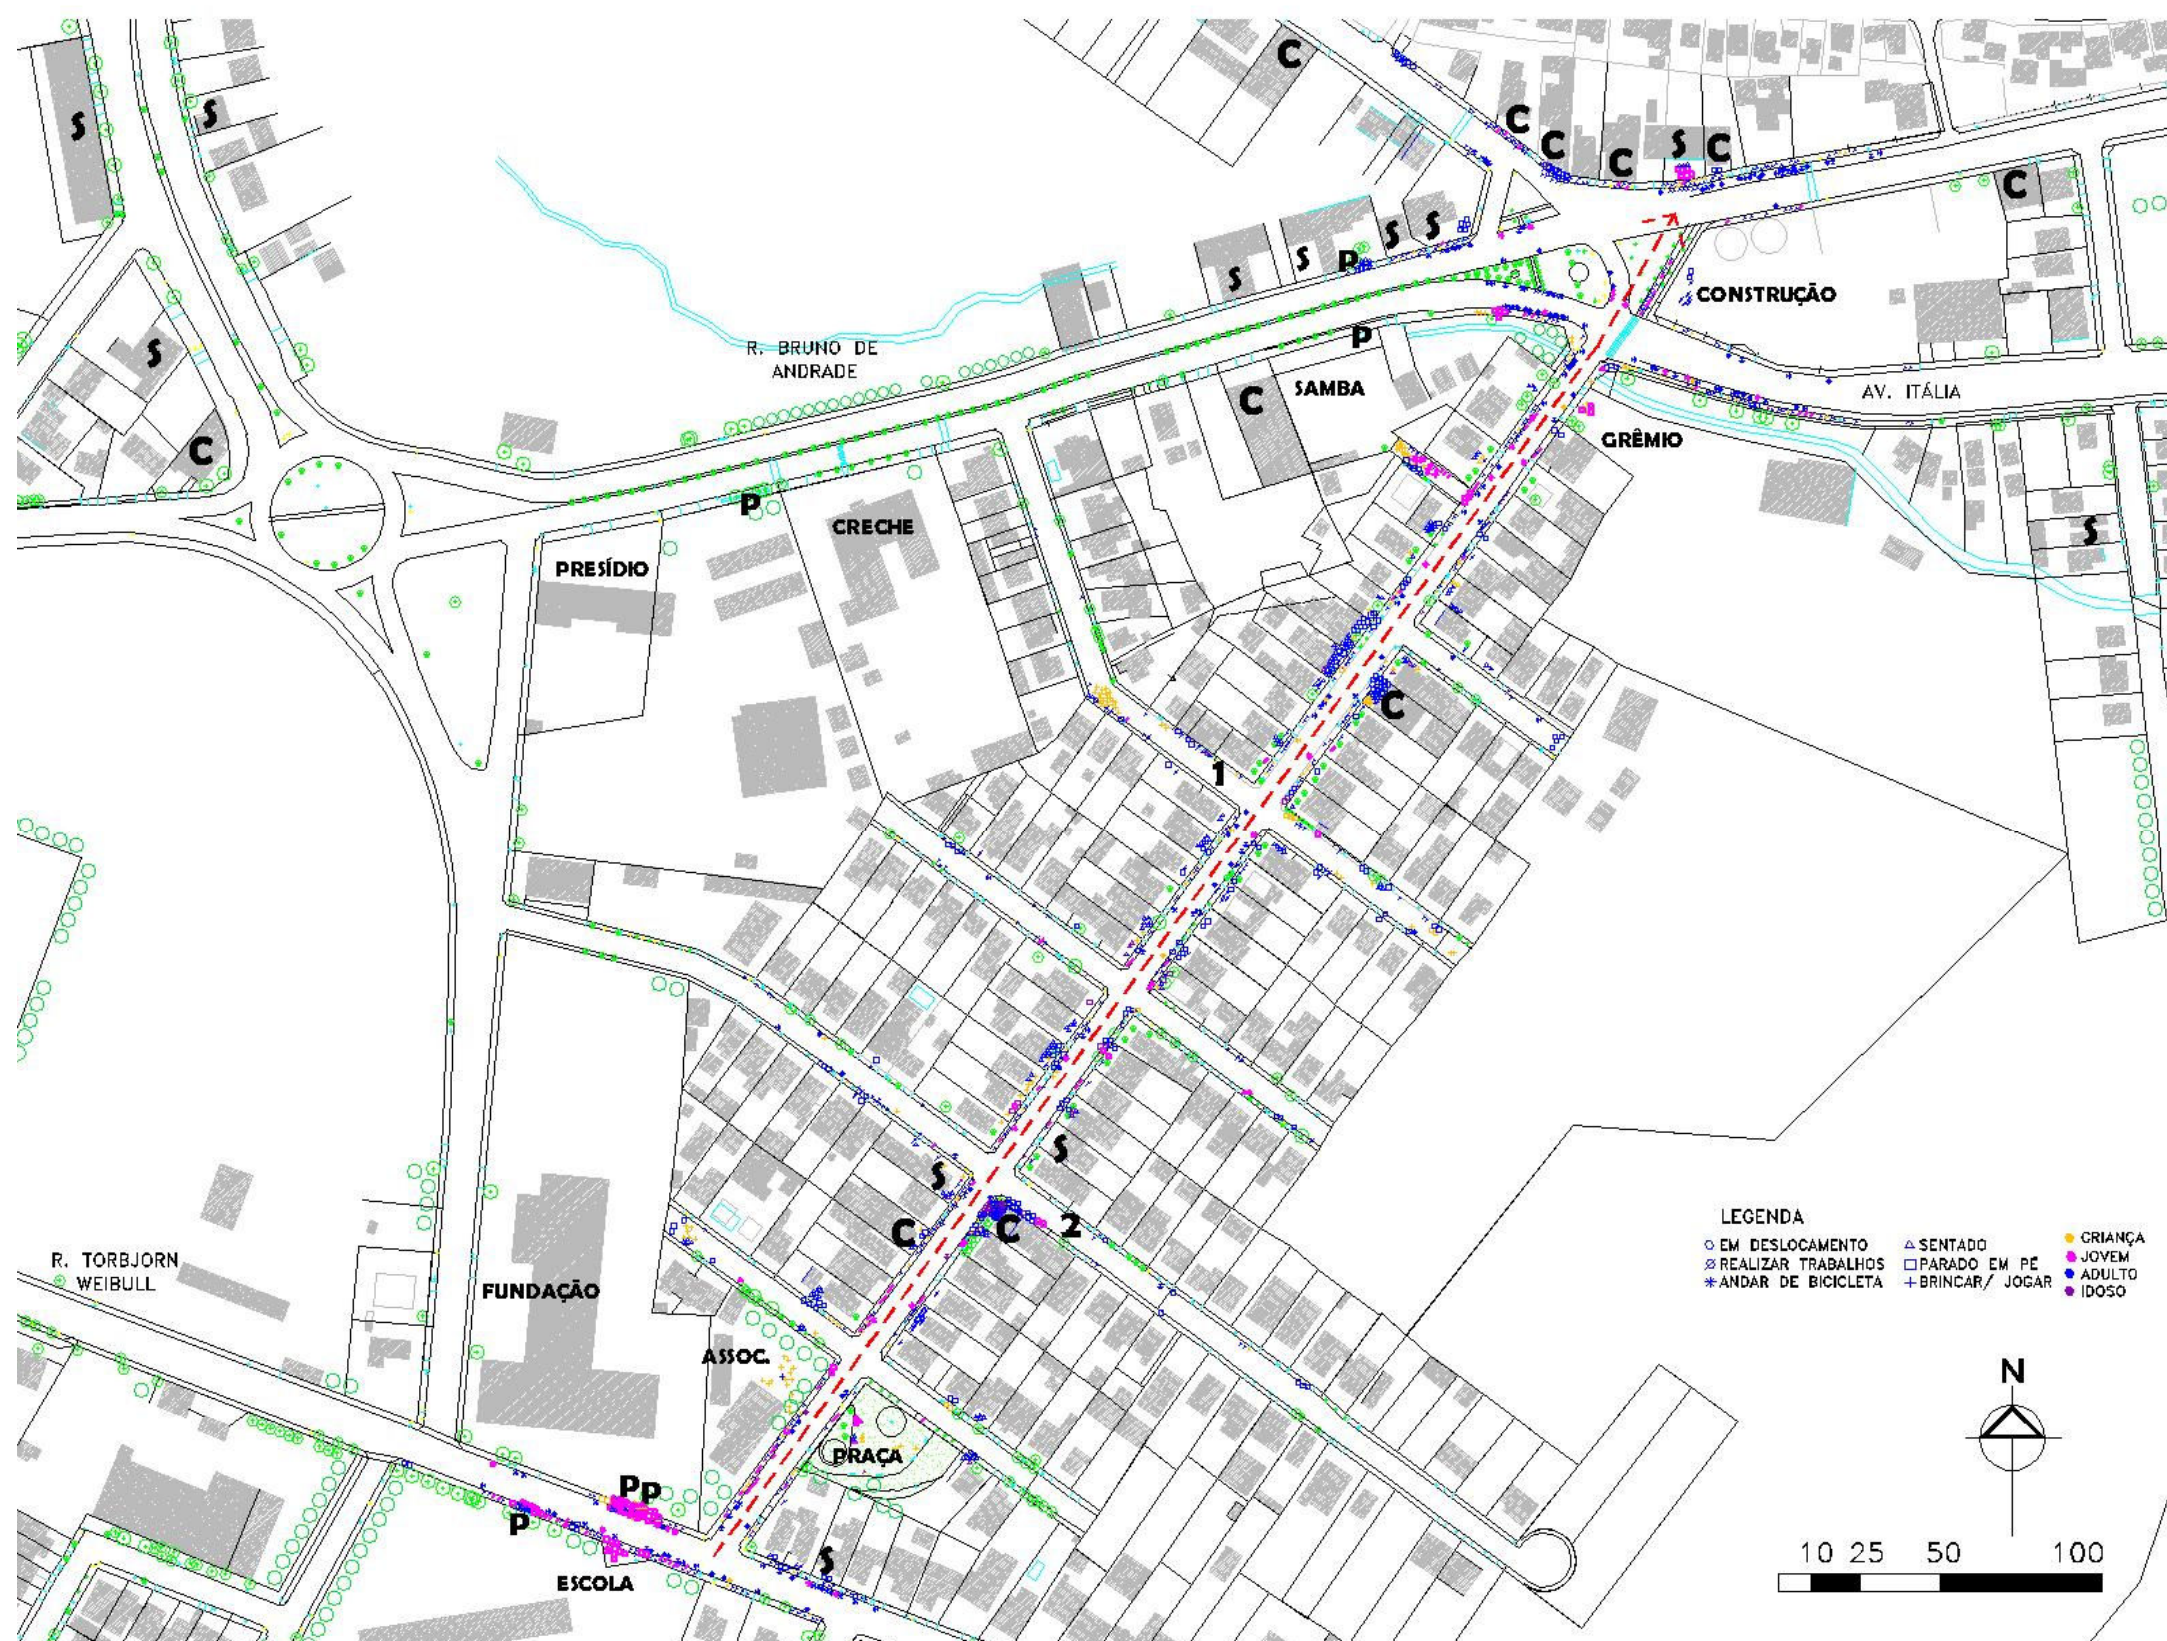 C
S
S
C
C
C
S
C
C
S
S
S
S
P
CONSTRUÇÃO
R. BRUNO DE
ANDRADE
P
S
SAMBA
AV. ITÁLIA
C
GRÊMIO
C
P
CRECHE
S
PRESÍDIO
C
1
S
S
C
C
2
R. TORBJORN
WEIBULL
FUNDAÇÃO
ASSOC.
PRAÇA
PP
P
S
ESCOLA
LEGENDA
EM DESLOCAMENTO
REALIZAR TRABALHOS
ANDAR DE BICICLETA
SENTADO
PARADO EM PÉ
BRINCAR/ JOGAR
CRIANÇA
JOVEM
ADULTO
IDOSO
N
10 25 50 100